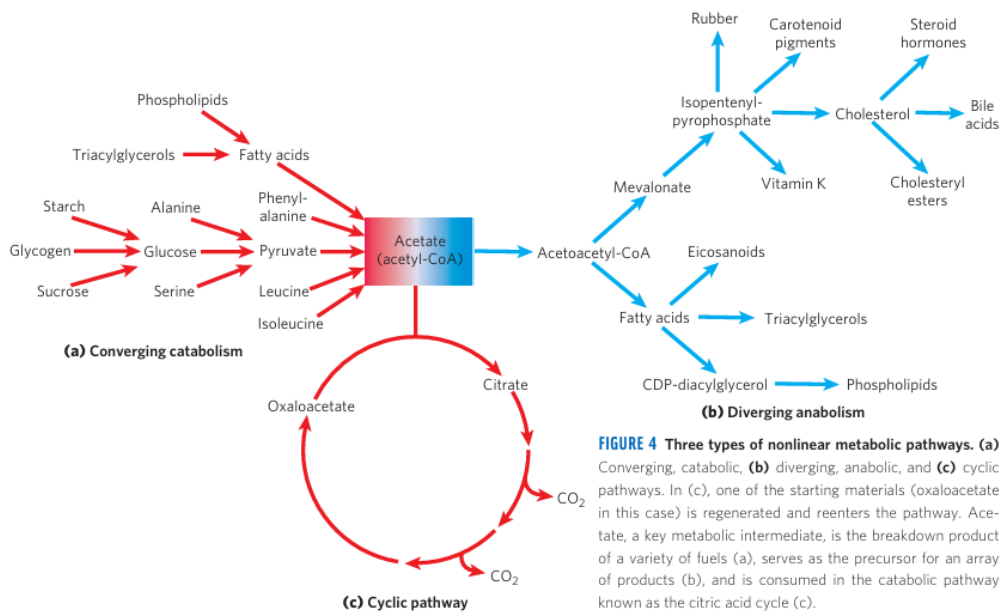 Rubber
Carotenoid
pigments
Steroid
hormones
Phospholipids
Isopentenyl-
pyrophosphate
Cholesterol
Bile
acids
Triacylglycerols
Fatty acids
Mevalonate
Vitamin K
Cholesteryl
esters
Starch
Alanine
Phenyl-
alanine
Glycogen
Glucose
Pyruvate
Acetate
(acetyl-CoA)
Acetoacetyl-CoA
Eicosanoids
Sucrose
Serine
Leucine
Isoleucine
Fatty acids
Triacylglycerols
(a) Converging catabolism
CDP-diacylglycerol
Phospholipids
(b) Diverging anabolism
Citrate
Oxaloacetate
CO₂
CO₂
(c) Cyclic pathway
FIGURE 4 Three types of nonlinear metabolic pathways. (a)
Converging, catabolic, (b) diverging, anabolic, and (c) cyclic
pathways. In (c), one of the starting materials (oxaloacetate
in this case) is regenerated and reenters the pathway. Ace-
tate, a key metabolic intermediate, is the breakdown product
of a variety of fuels (a), serves as the precursor for an array
of products (b), and is consumed in the catabolic pathway
known as the citric acid cycle (c).